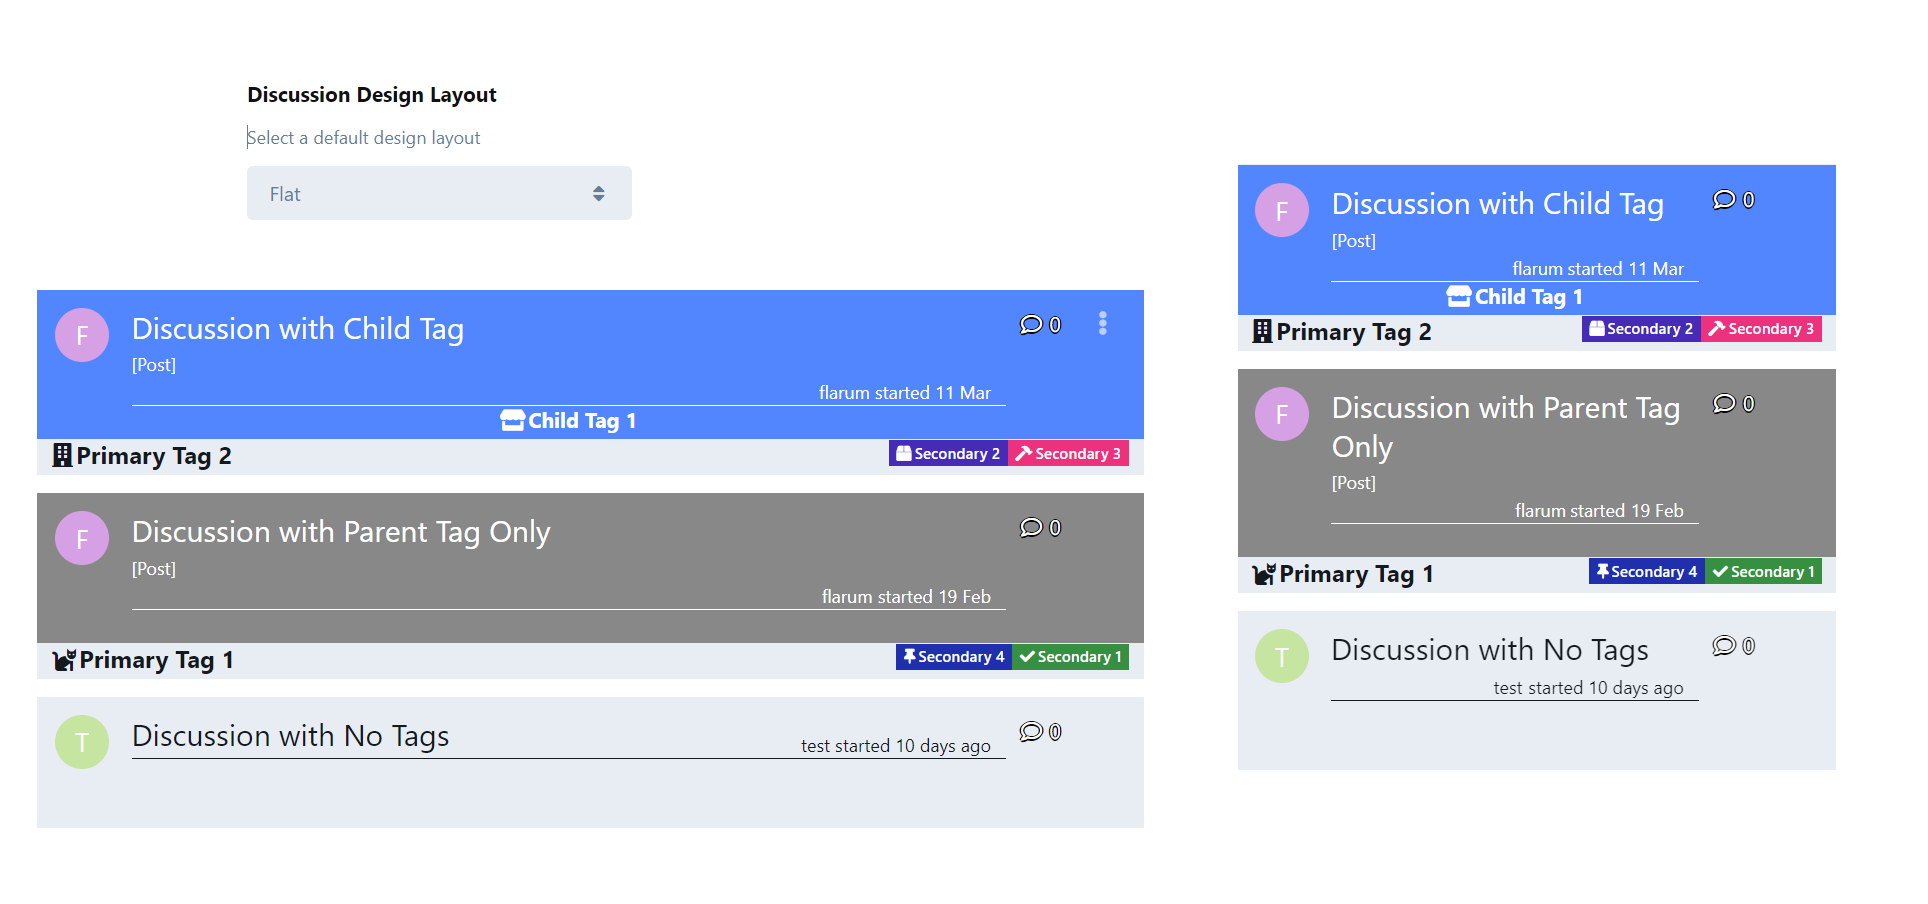 Discussion Design Layout
Select a default design layout
Flat
F
Discussion with Child Tag
0
[Post]
flarum started 11 Mar
Child Tag 1
Primary Tag 2
Secondary 2
Secondary 3
F
Discussion with Parent Tag Only
0
[Post]
flarum started 19 Feb
Primary Tag 1
Secondary 4
Secondary 1
T
Discussion with No Tags
test started 10 days ago
0
F
Discussion with Child Tag
0
[Post]
flarum started 11 Mar
Child Tag 1
Primary Tag 2
Secondary 2
Secondary 3
F
Discussion with Parent Tag
Only
0
[Post]
flarum started 19 Feb
Primary Tag 1
Secondary 4
Secondary 1
T
Discussion with No Tags
0
test started 10 days ago